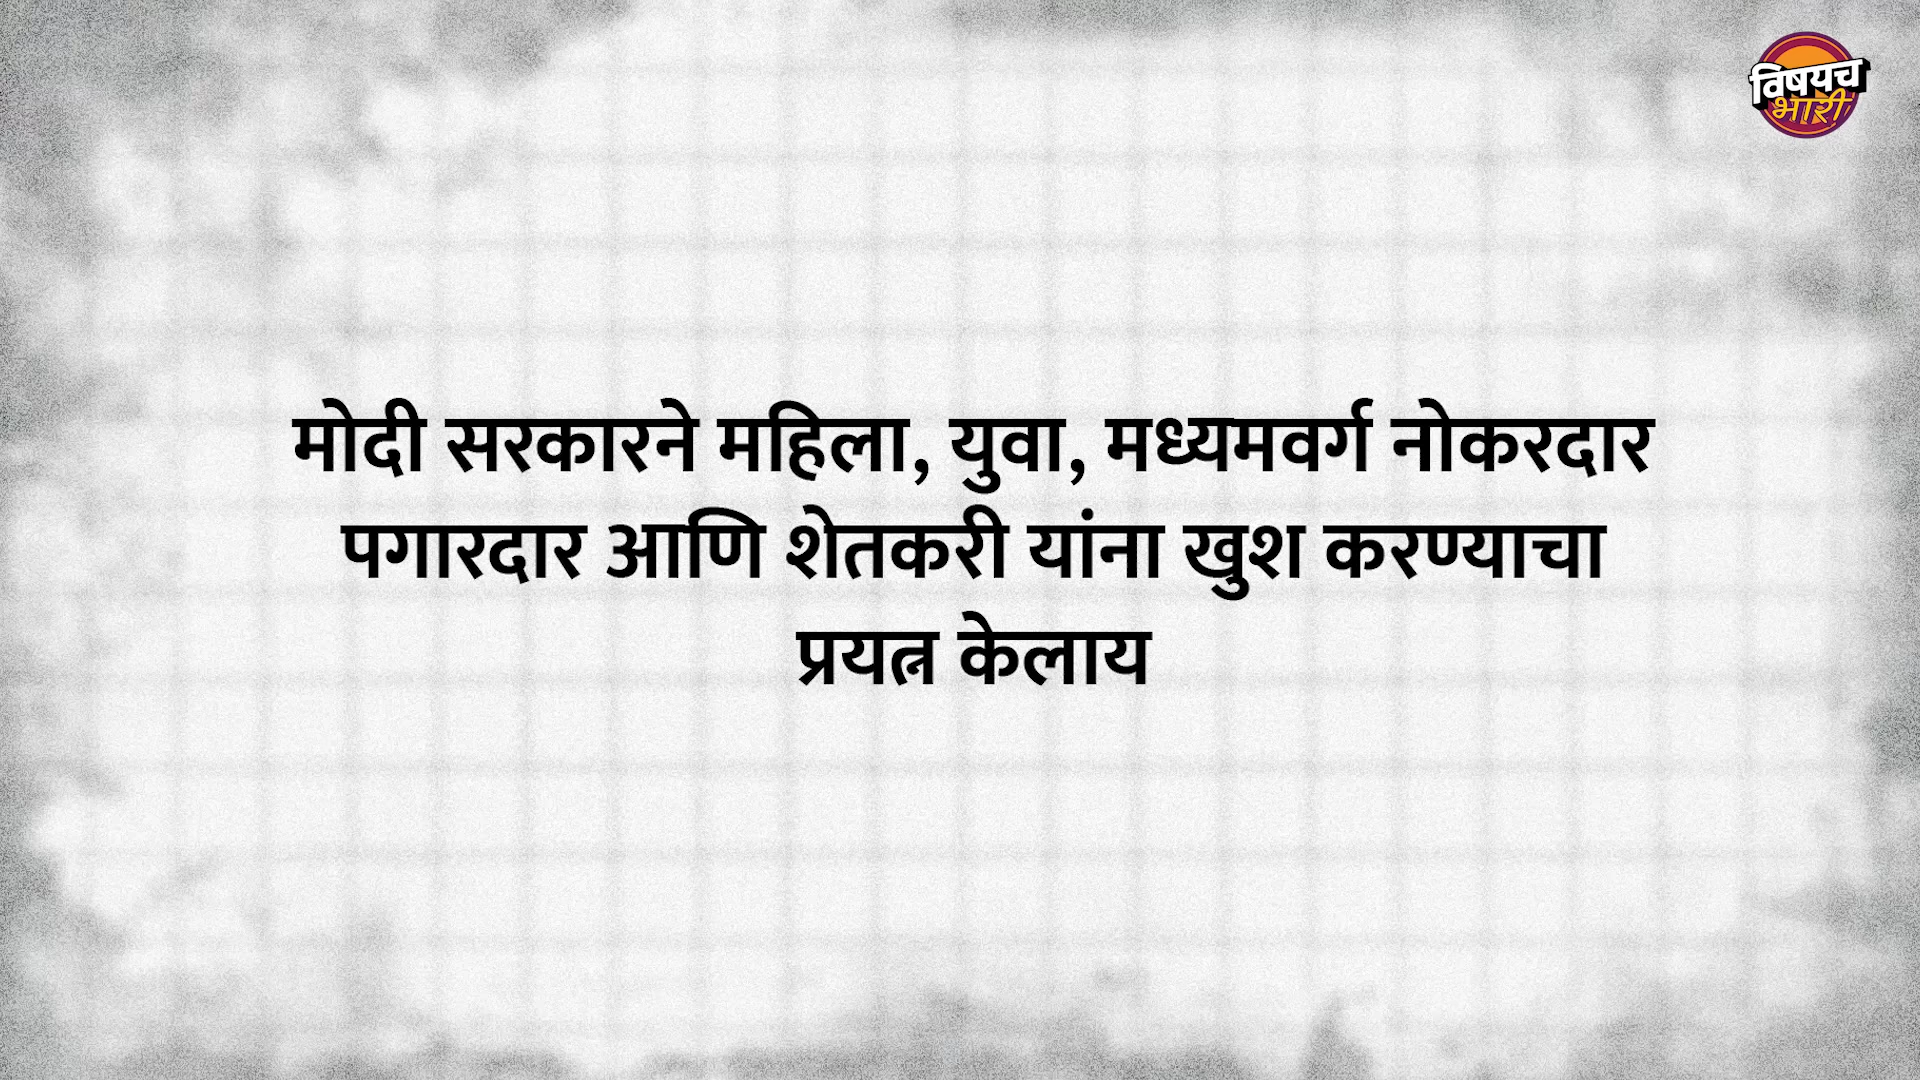 विषयच
भारी
मोदी सरकारने महिला, युवा, मध्यमवर्ग नोकरदार
पगारदार आणि शेतकरी यांना खुश करण्याचा
प्रयत्न केलाय